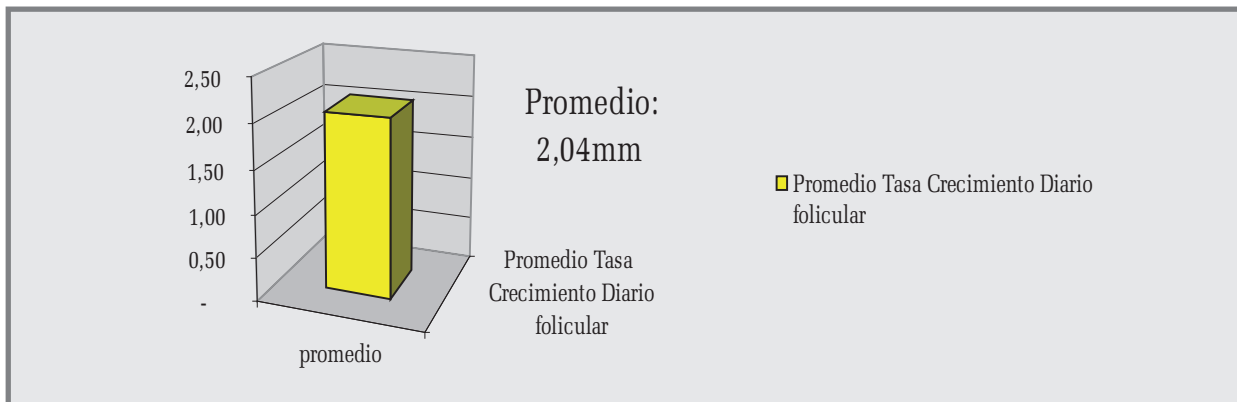 2,50
2,00
1,50
1,00
0,50
-
promedio
Promedio:
2,04mm
Promedio Tasa
Crecimiento Diario
folicular
Promedio Tasa Crecimiento Diario
folicular